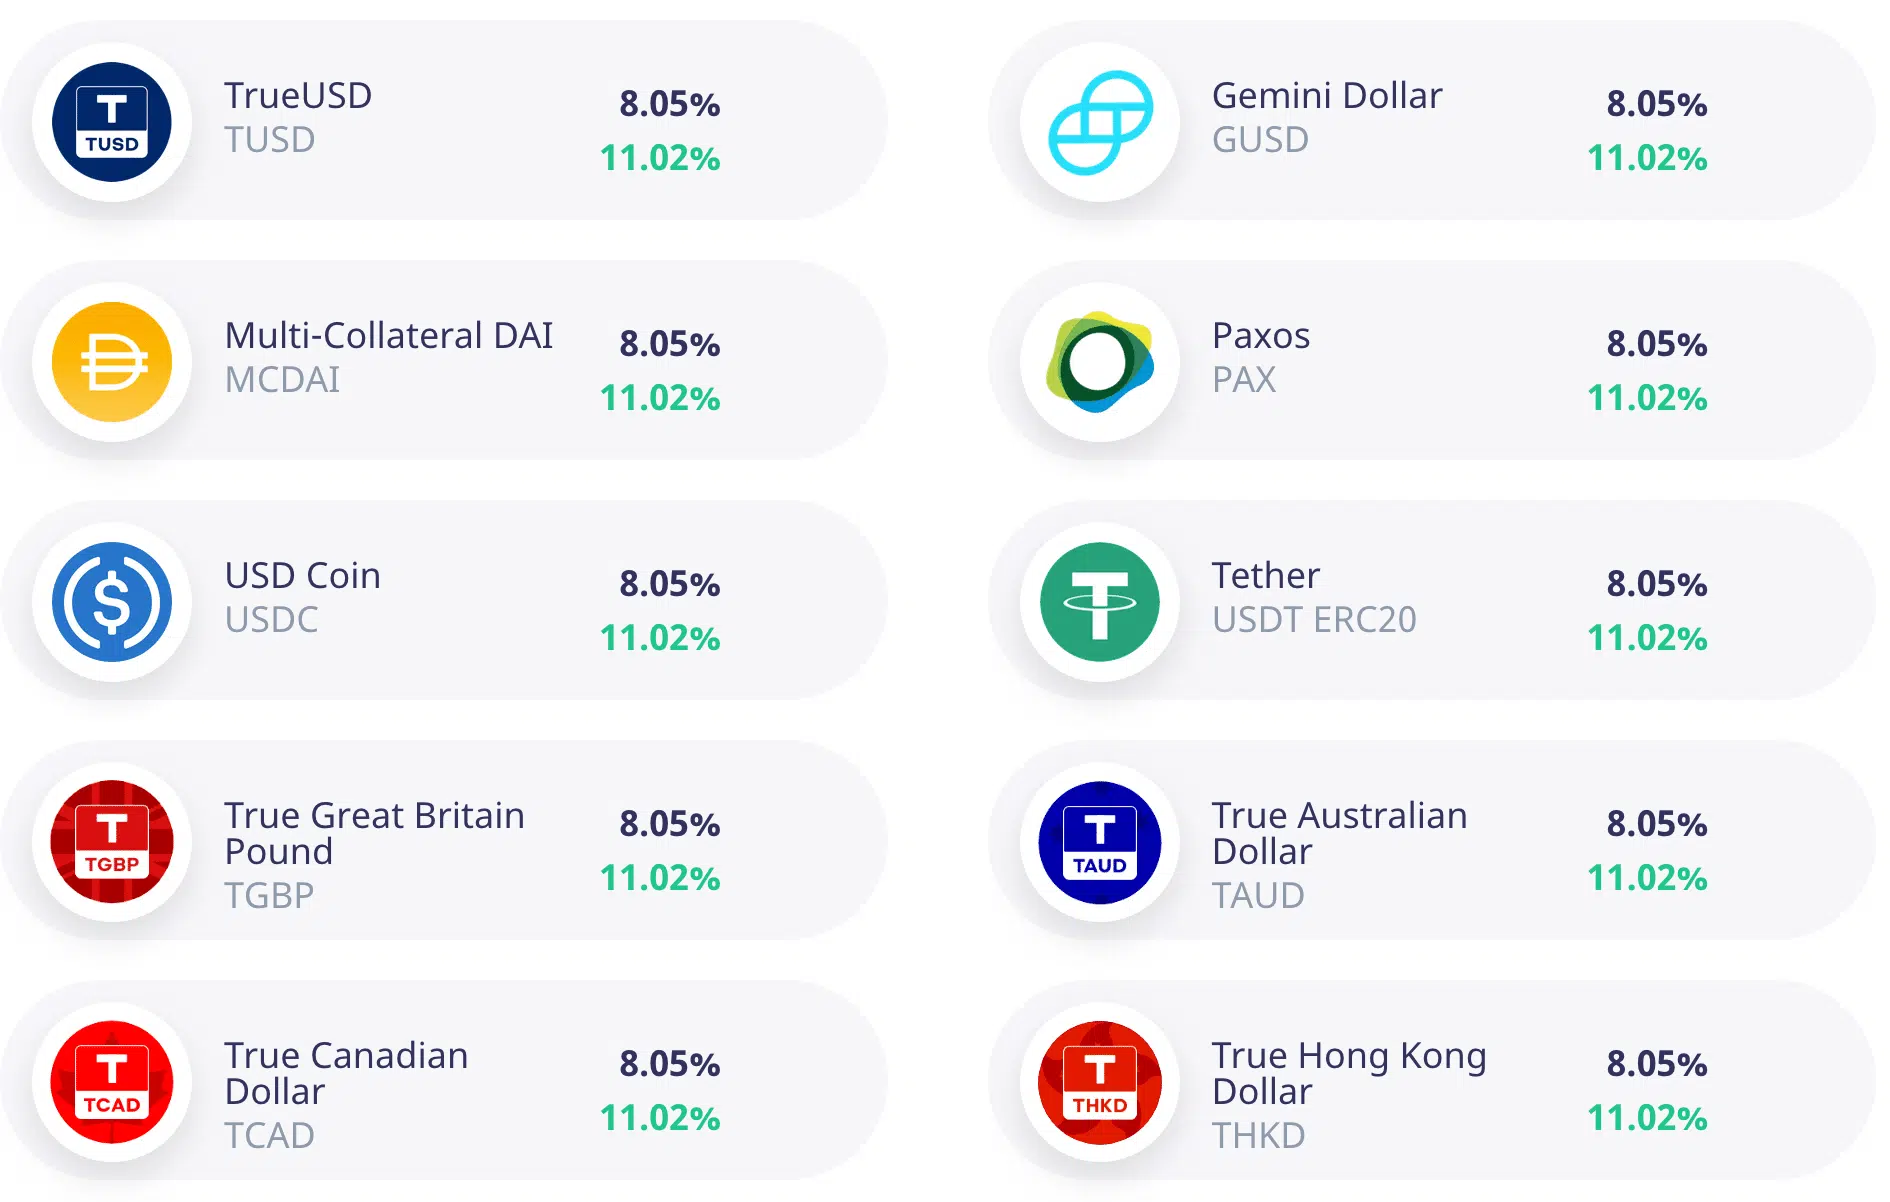 T
TUSD
TrueUSD
TUSD
8.05%
11.02%
Gemini Dollar
GUSD
8.05%
11.02%
Multi-Collateral DAI
MCDAI
8.05%
11.02%
Paxos
PAX
8.05%
11.02%
$
USD Coin
USDC
8.05%
11.02%
Tether
USDT ERC20
8.05%
11.02%
T
TGBP
True Great Britain
Pound
TGBP
8.05%
11.02%
T
TAUD
True Australian
Dollar
TAUD
8.05%
11.02%
T
TCAD
True Canadian
Dollar
TCAD
8.05%
11.02%
T
THKD
True Hong Kong
Dollar
THKD
8.05%
11.02%